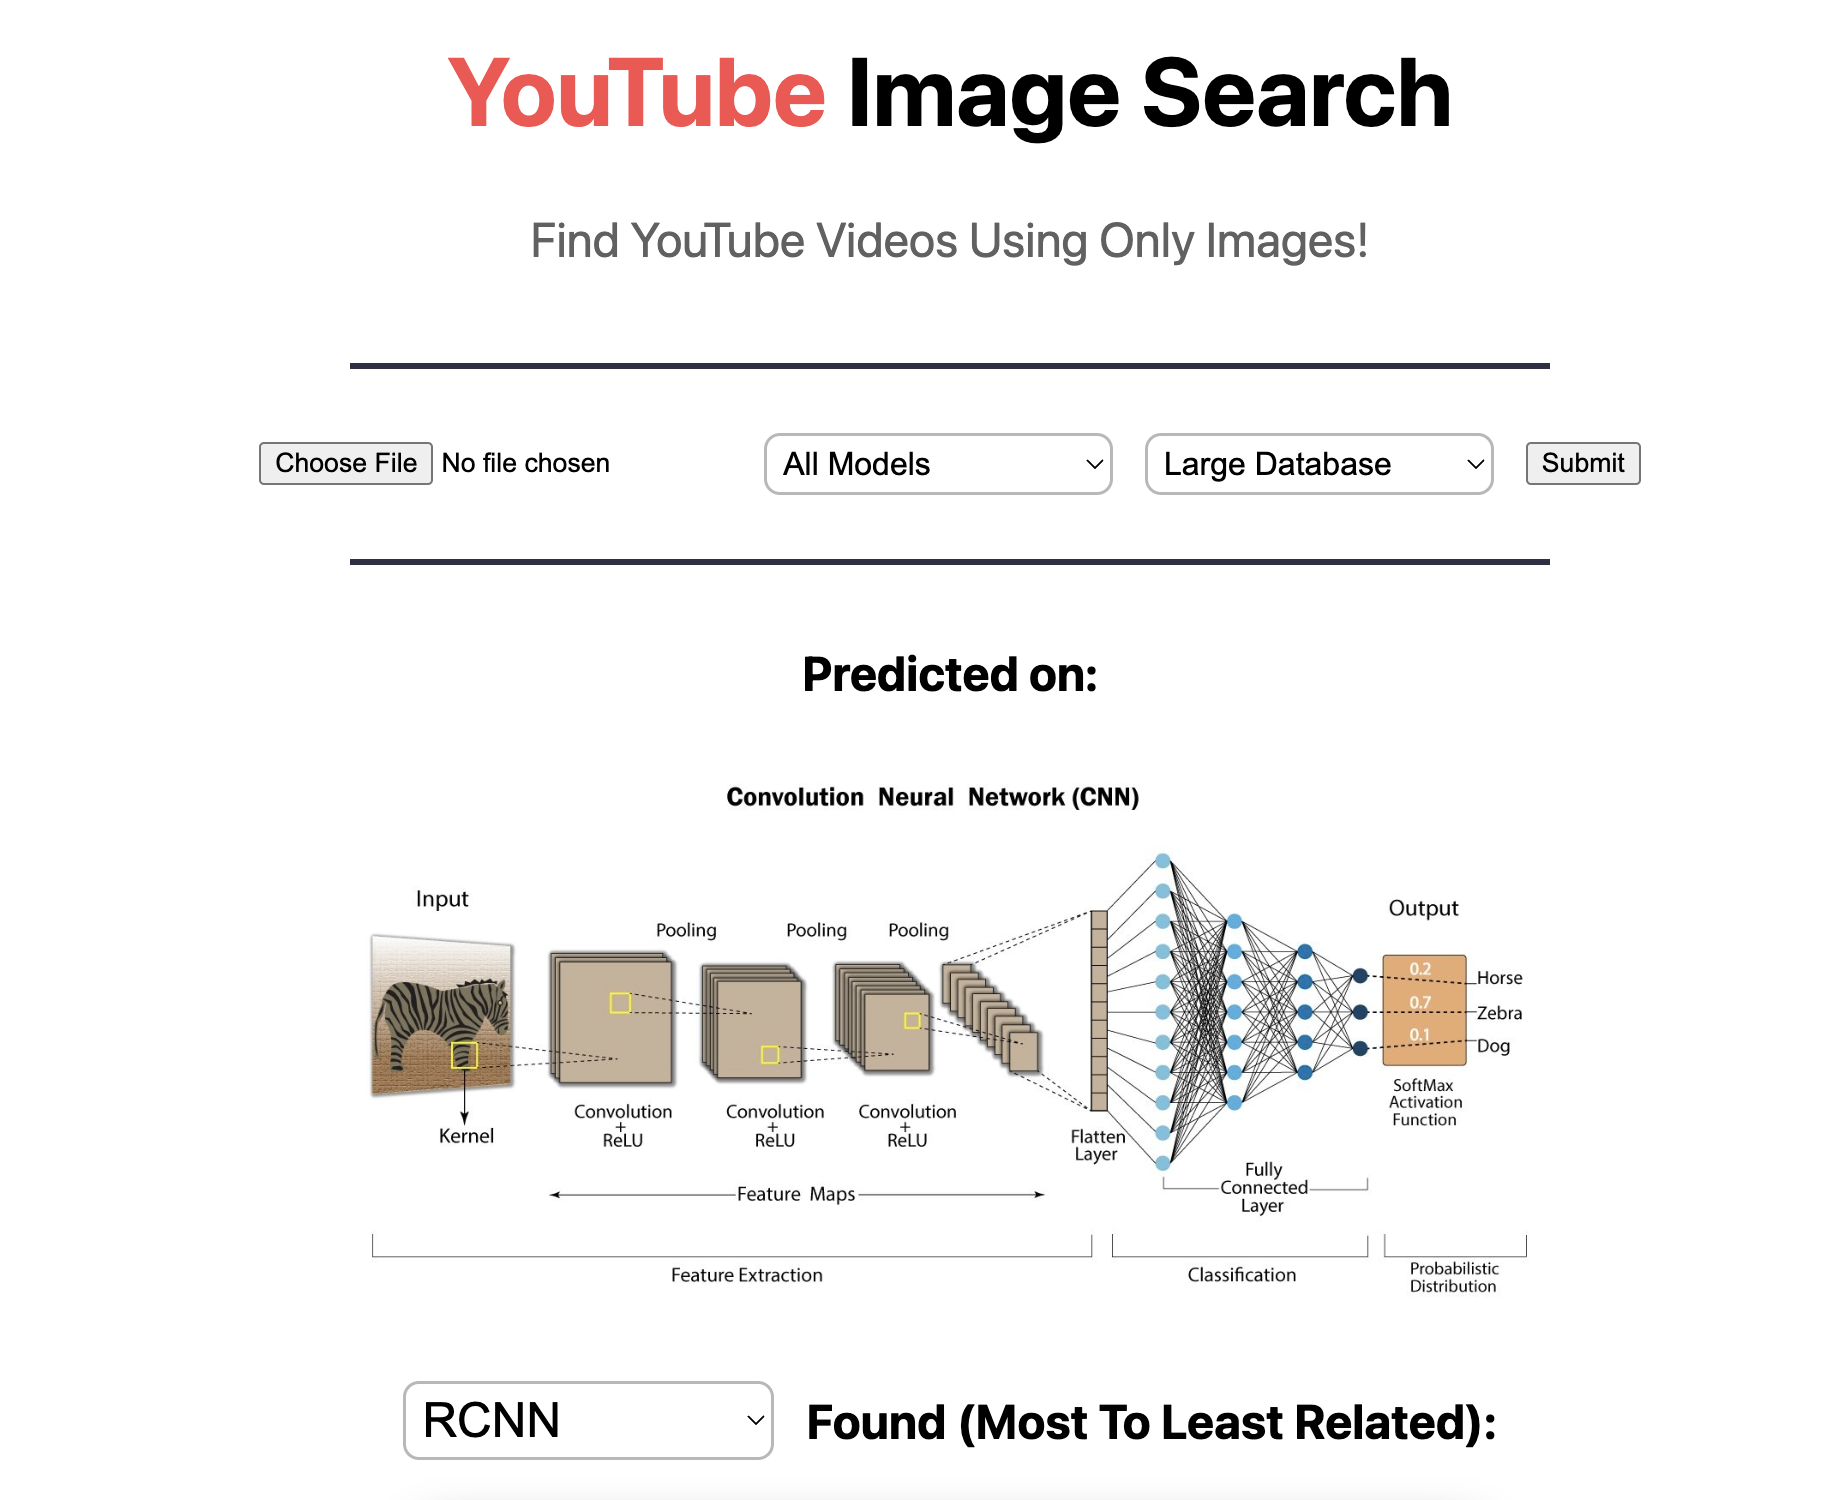 YouTube Image Search
Find YouTube Videos Using Only Images!
Choose File No file chosen All Models Large Database Submit
Predicted on:
Convolution Neural Network (CNN)
Input
Output
Pooling Pooling Pooling
0.2 Horse
0.7 Zebra
0.1 Dog
SoftMax
Activation
Function
Kernel
Convolution
+
ReLU
Convolution
+
ReLU
Convolution
+
ReLU
Flatten
Layer
Fully
Connected
Layer
Feature Maps
Feature Extraction
Classification
Probabilistic
Distribution
RCNN Found (Most To Least Related):